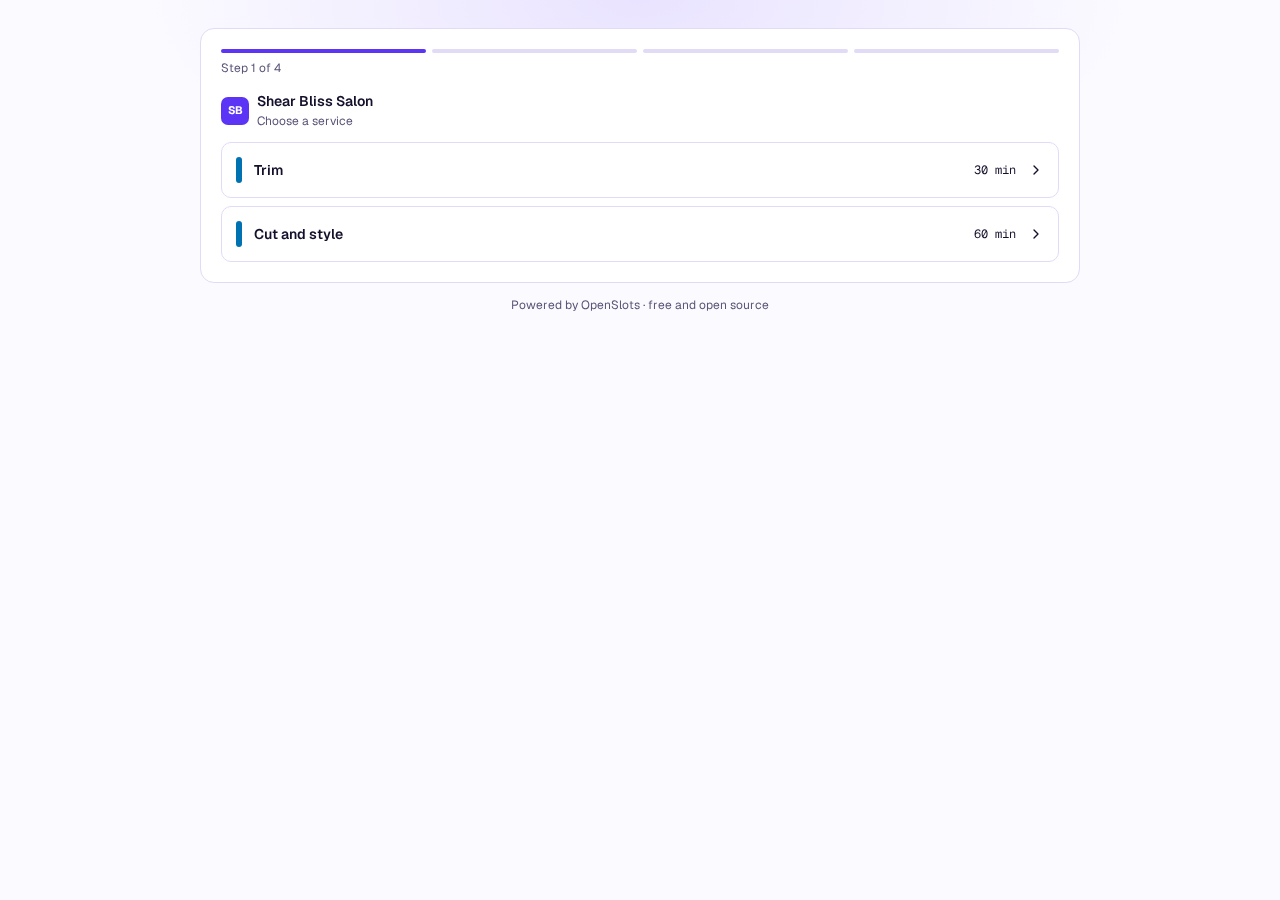 Step 1 of 4
SB
Shear Bliss Salon
Choose a service
Trim
30 min
Cut and style
60 min
Powered by OpenSlots · free and open source